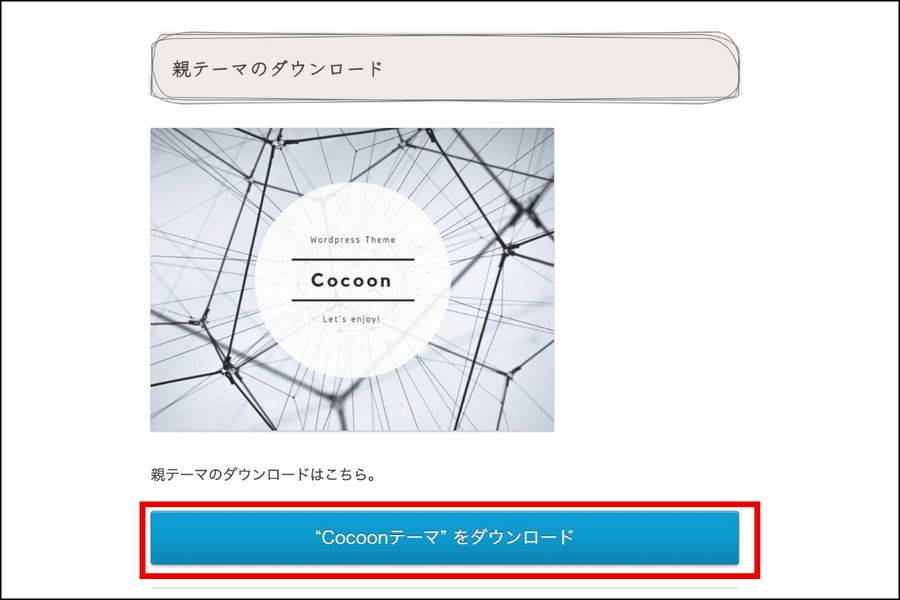 親テーマのダウンロード
Wordpress Theme
Cocoon
Let's enjoy!
親テーマのダウンロードはこちら。
“Cocoonテーマ” をダウンロード